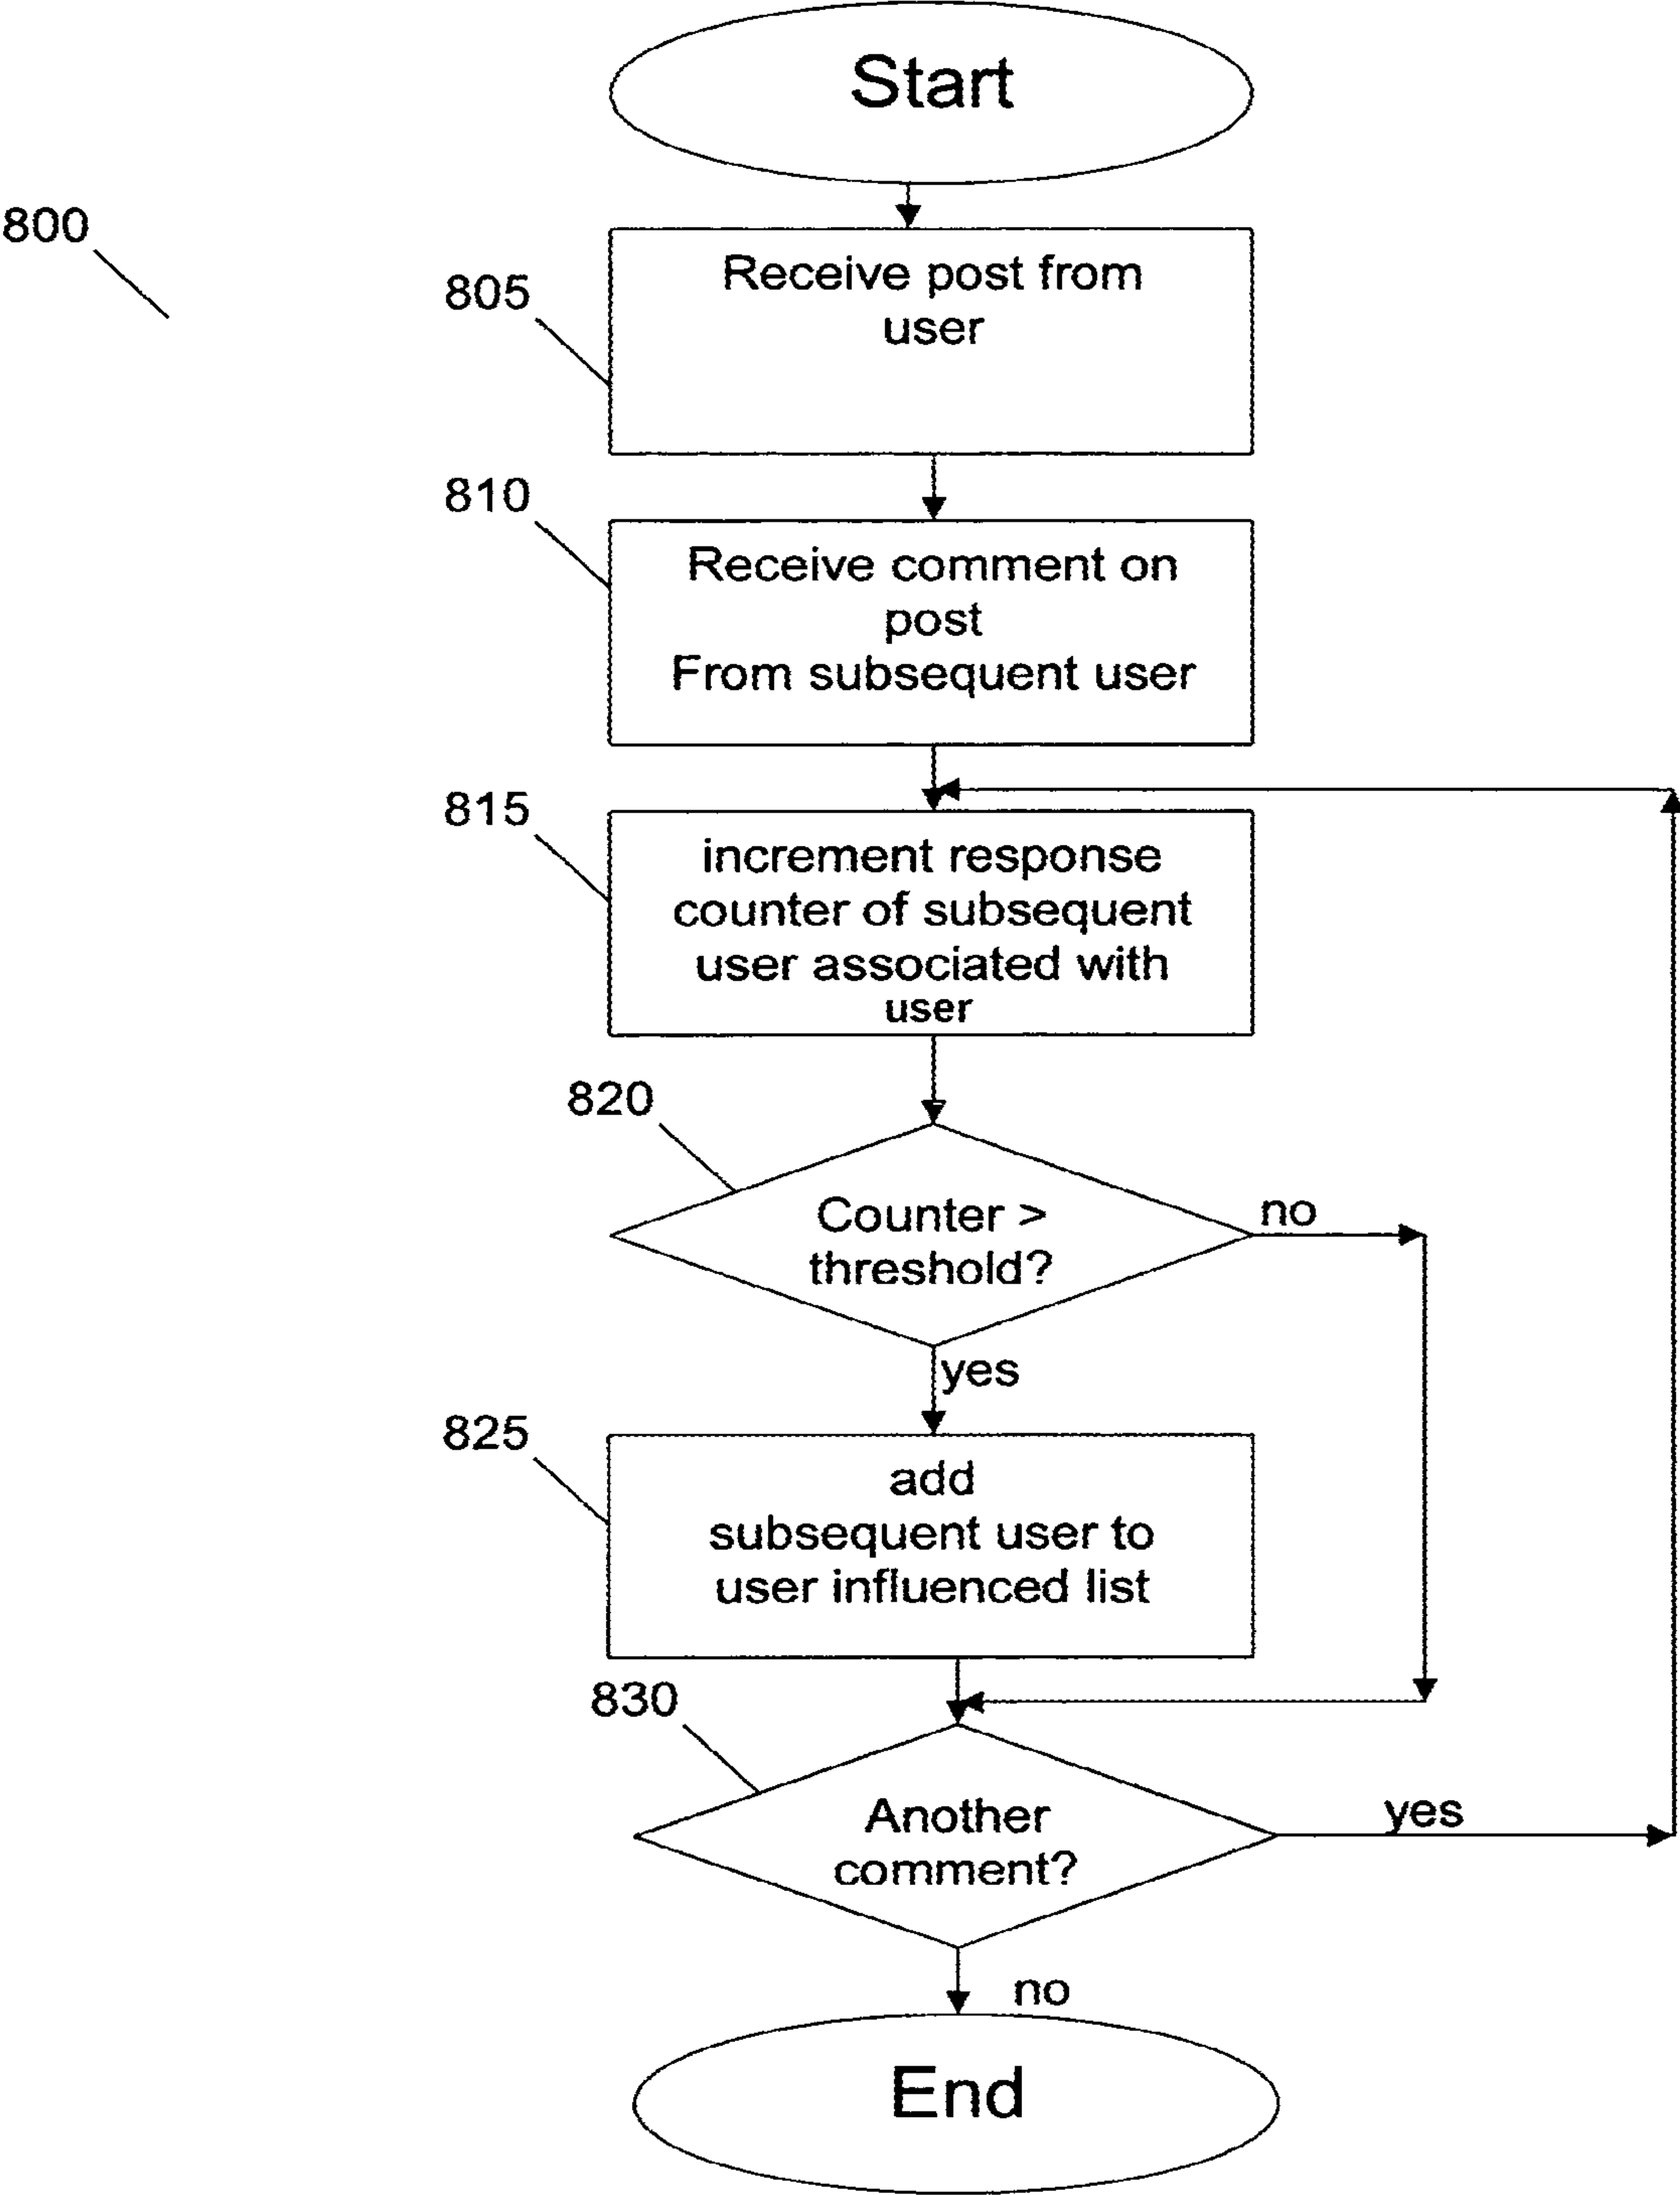 Start
800
805
Receive post from
user
810
Receive comment on
post
From subsequent user
815
increment response
counter of subsequent
user associated with
user
820
Counter >
threshold?
no
yes
825
add
subsequent user to
user influenced list
830
Another
comment?
yes
no
End